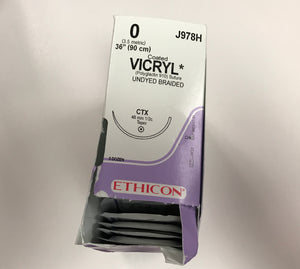 0
J978H
(3.5 metric)
36" (90 cm)
Coated
VICRYL*
(Polyglactin 910) Suture
UNDYED BRAIDED
CTX
48 mm 1/2c
Taper
ETHICON